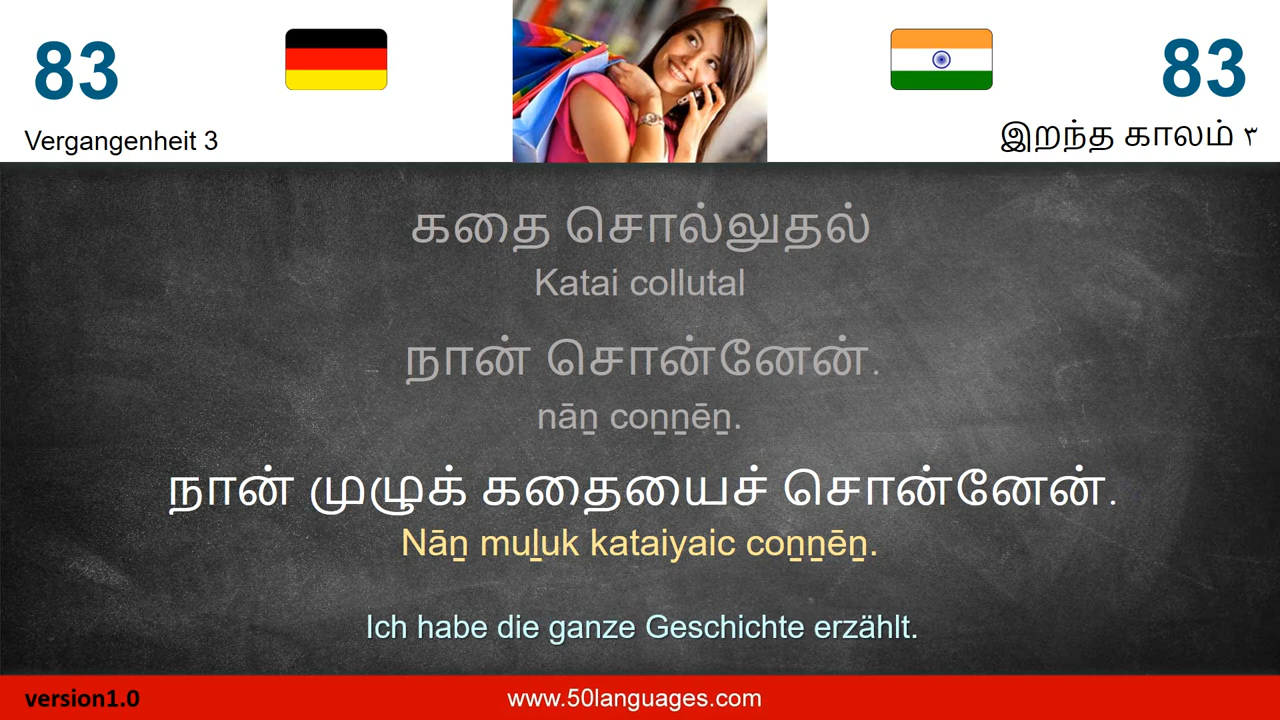 83
83
Vergangenheit 3
இறந்த காலம் ٣
கதை சொல்லுதல்
Katai collutal
நான் சொன்னேன்.
nāṉ coṉṉēṉ.
நான் முழுக் கதையைச் சொன்னேன்.
Nāṉ muḻuk kataiyaic coṉṉēṉ.
Ich habe die ganze Geschichte erzählt.
version1.0
www.50languages.com